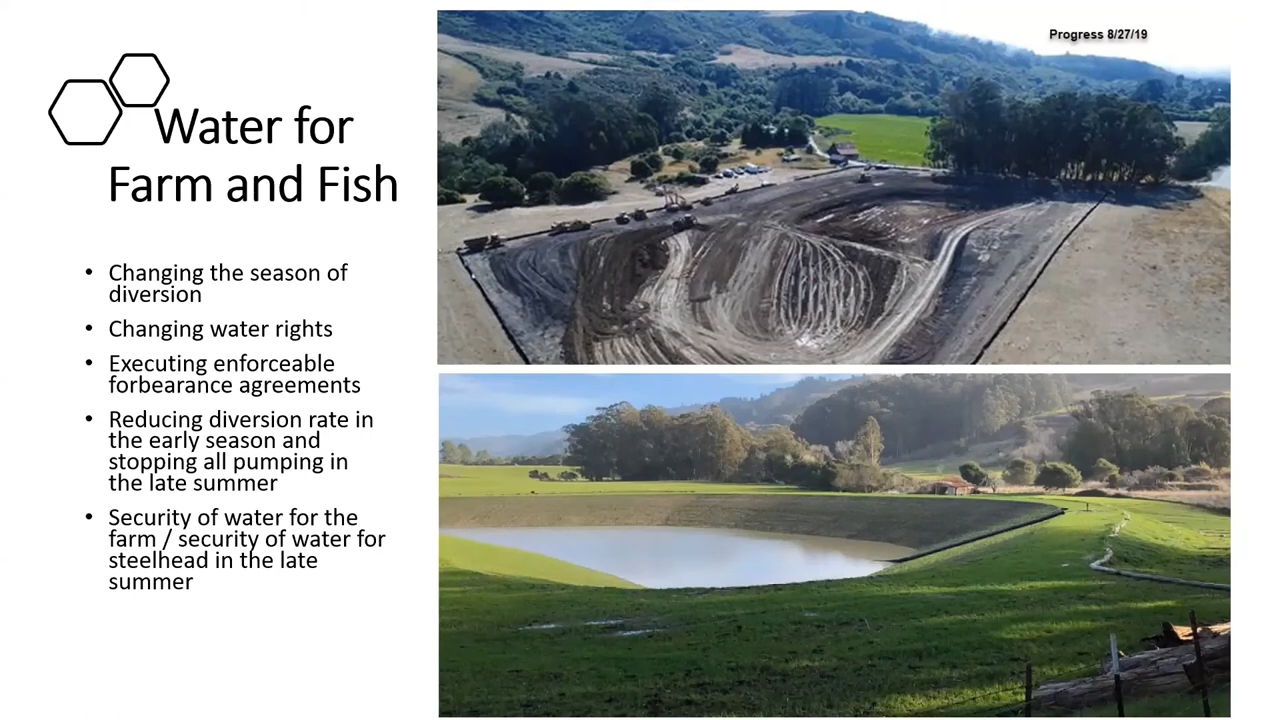 Progress 8/27/19
Water for
Farm and Fish
• Changing the season of
diversion
• Changing water rights
• Executing enforceable
forbearance agreements
• Reducing diversion rate in
the early season and
stopping all pumping in
the late summer
• Security of water for the
farm / security of water for
steelhead in the late
summer